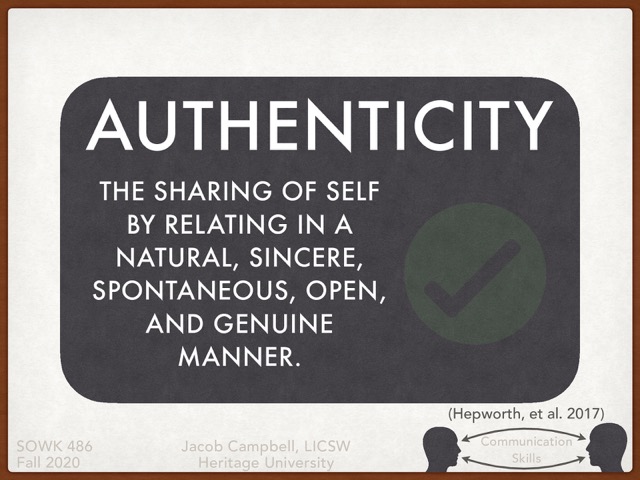 AUTHENTICITY
THE SHARING OF SELF
BY RELATING IN A
NATURAL, SINCERE,
SPONTANEOUS, OPEN,
AND GENUINE
MANNER.
(Hepworth, et al. 2017)
SOWK 486
Fall 2020
Jacob Campbell, LICSW
Heritage University
Communication
Skills